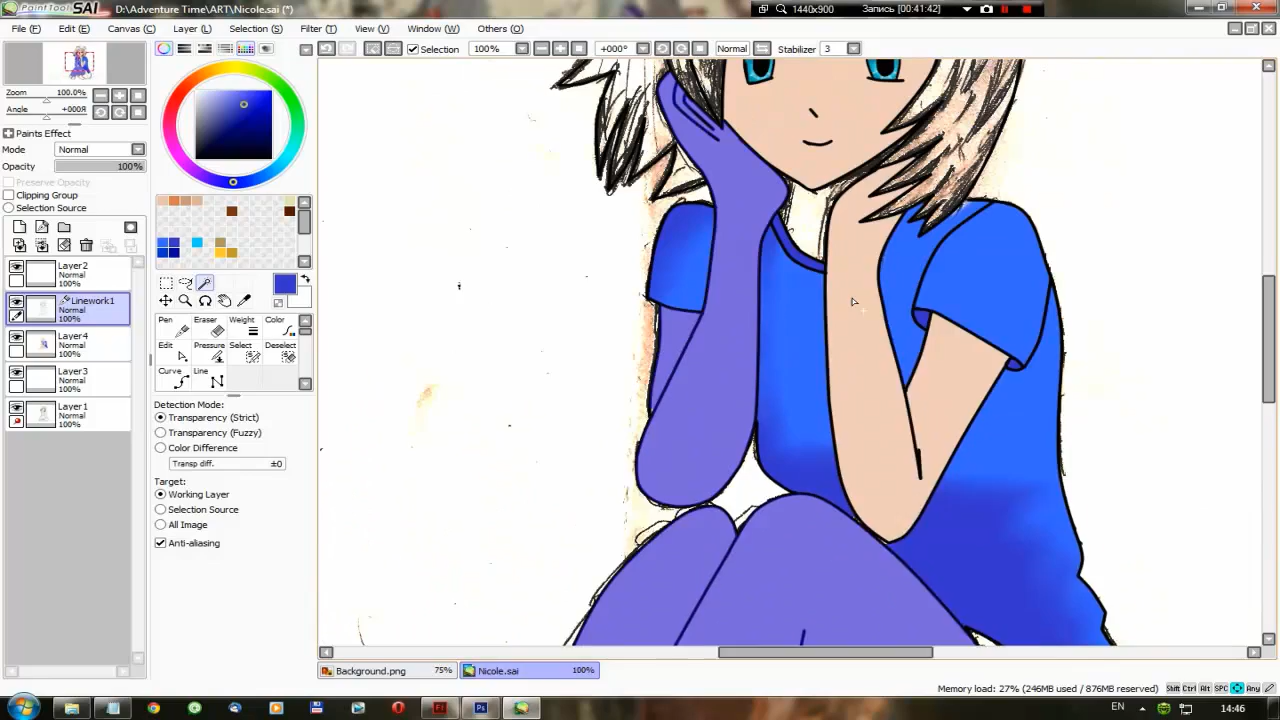 PaintTool SAI D:\Adventure Time\ART\Nicole.sai (*)
1440x900 Запись [00:41:42]
File (F) Edit (E) Canvas (C) Layer (L) Selection (S) Filter (T) View (V) Window (W) Others (O)
Selection 100% +000° Normal Stabilizer 3
Zoom 100.0%
Angle +000Я
Paints Effect
Mode Normal
Opacity 100%
Preserve Opacity
Clipping Group
Selection Source
Layer2
Normal
100%
Linework1
Normal
100%
Layer4
Normal
100%
Layer3
Normal
100%
Layer1
Normal
100%
Pen Eraser Weight Color
Edit Pressure Select Deselect
Curve Line
Detection Mode:
Transparency (Strict)
Transparency (Fuzzy)
Color Difference
Transp diff. ±0
Target:
Working Layer
Selection Source
All Image
Anti-aliasing
Background.png 75% Nicole.sai 100%
Memory load: 27% (246MB used / 876MB reserved) Shift Ctrl Alt SPC Any
EN 14:46